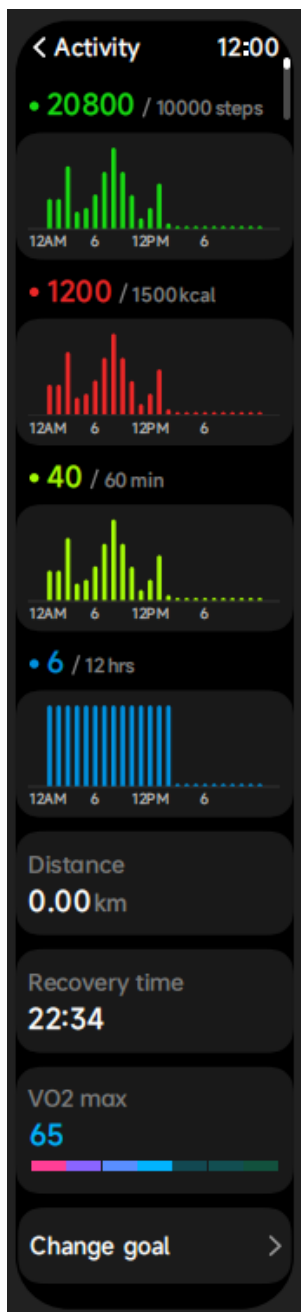 < Activity 12:00
• 20800 / 10000 steps
12AM 6 12PM 6
• 1200 / 1500 kcal
12AM 6 12PM 6
• 40 / 60 min
12AM 6 12PM 6
• 6 / 12 hrs
12AM 6 12PM 6
Distance
0.00 km
Recovery time
22:34
VO2 max
65
Change goal >